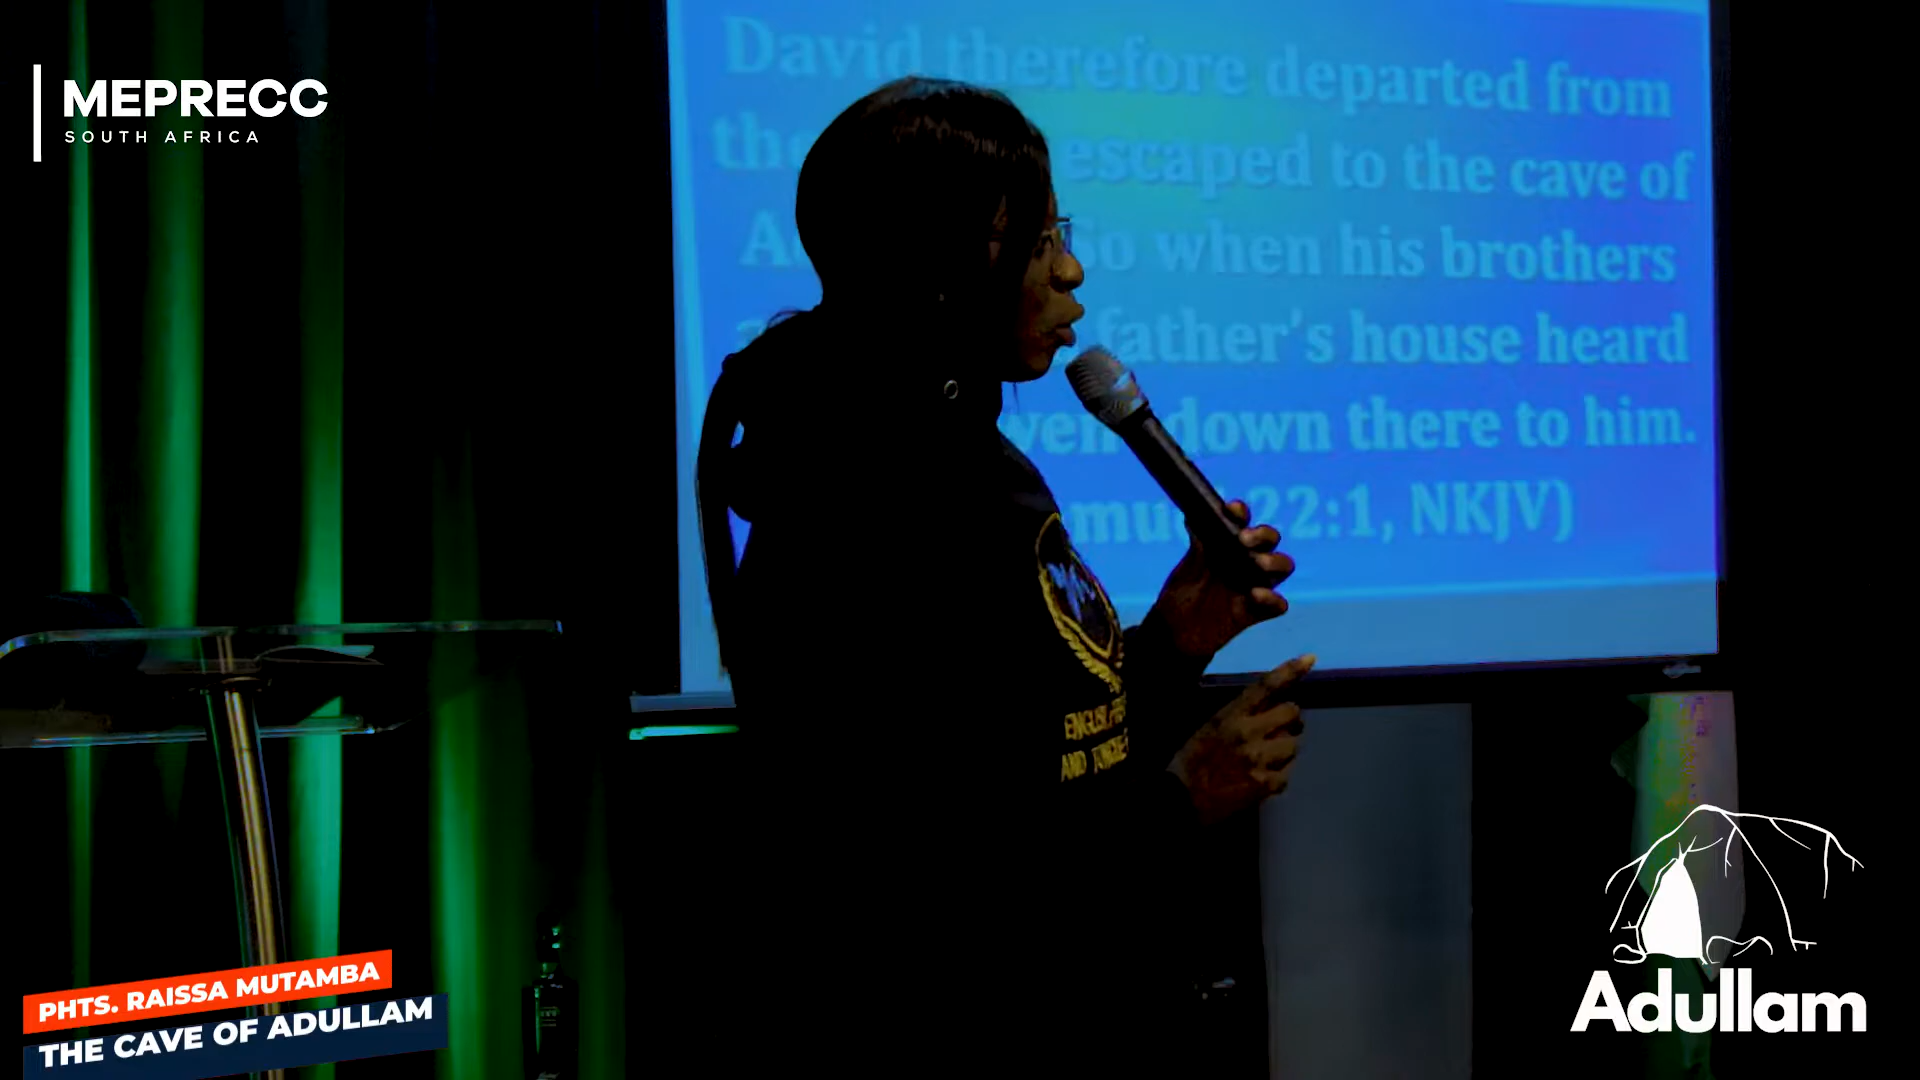 MEPRECC
SOUTH AFRICA
David therefore departed from
escaped to the cave of
So when his brothers
father's house heard
down there to him.
22:1, NKJV)
PHTS. RAISSA MUTAMBA
THE CAVE OF ADULLAM
Adullam